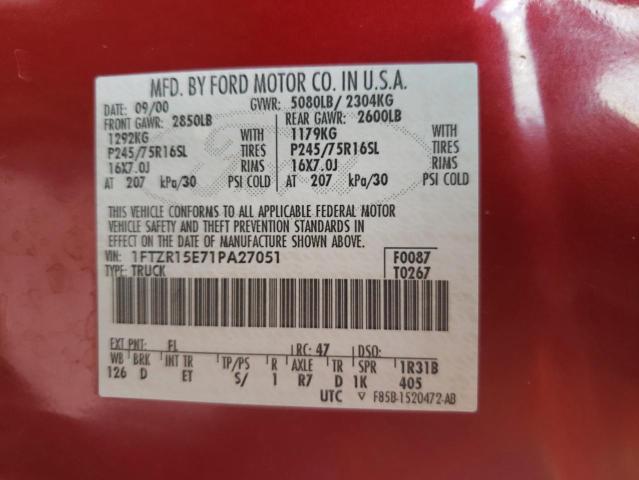 MFD. BY FORD MOTOR CO. IN U.S.A.
DATE: 09/00 GVWR: 5080LB/ 2304KG
FRONT GAWR: 2850LB REAR GAWR: 2600LB
1292KG WITH 1179KG WITH
P245/75R16SL TIRES P245/75R16SL TIRES
16X7.0J RIMS 16X7.0J RIMS
AT 207 kPa/30 PSI COLD AT 207 kPa/30 PSI COLD
THIS VEHICLE CONFORMS TO ALL APPLICABLE FEDERAL MOTOR
VEHICLE SAFETY AND THEFT PREVENTION STANDARDS IN
EFFECT ON THE DATE OF MANUFACTURE SHOWN ABOVE.
VIN: 1FTZR15E71PA27051 F0087
TYPE: TRUCK T0267
EXT PNT: FL RC: 47 DSO:
WB BRK INT TR TP/PS R AXLE TR SPR 1R31B
126 D ET S/ 1 R7 D 1K 405
UTC ▽ F85B-1520472-AB